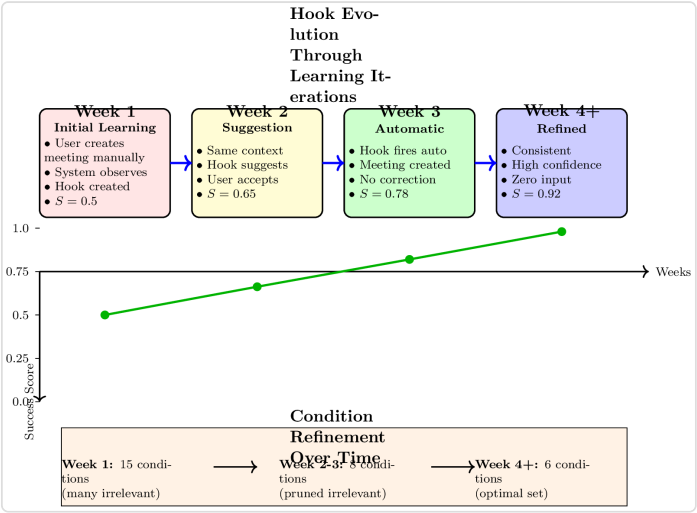 Hook Evo-
lution
Through
Learning It-
erations
Week 1
Initial Learning
• User creates
meeting manually
• System observes
• Hook created
• S = 0.5
Week 2
Suggestion
• Same context
• Hook suggests
• User accepts
• S = 0.65
Week 3
Automatic
• Hook fires auto
• Meeting created
• No correction
• S = 0.78
Week 4+
Refined
• Consistent
• High confidence
• Zero input
• S = 0.92
1.0
0.75
0.5
0.25
0.0
Weeks
Success Score
Condition
Refinement
Over Time
Week 1: 15 condi-
tions
(many irrelevant)
Week 2-3: 8 condi-
tions
(pruned irrelevant)
Week 4+: 6 condi-
tions
(optimal set)